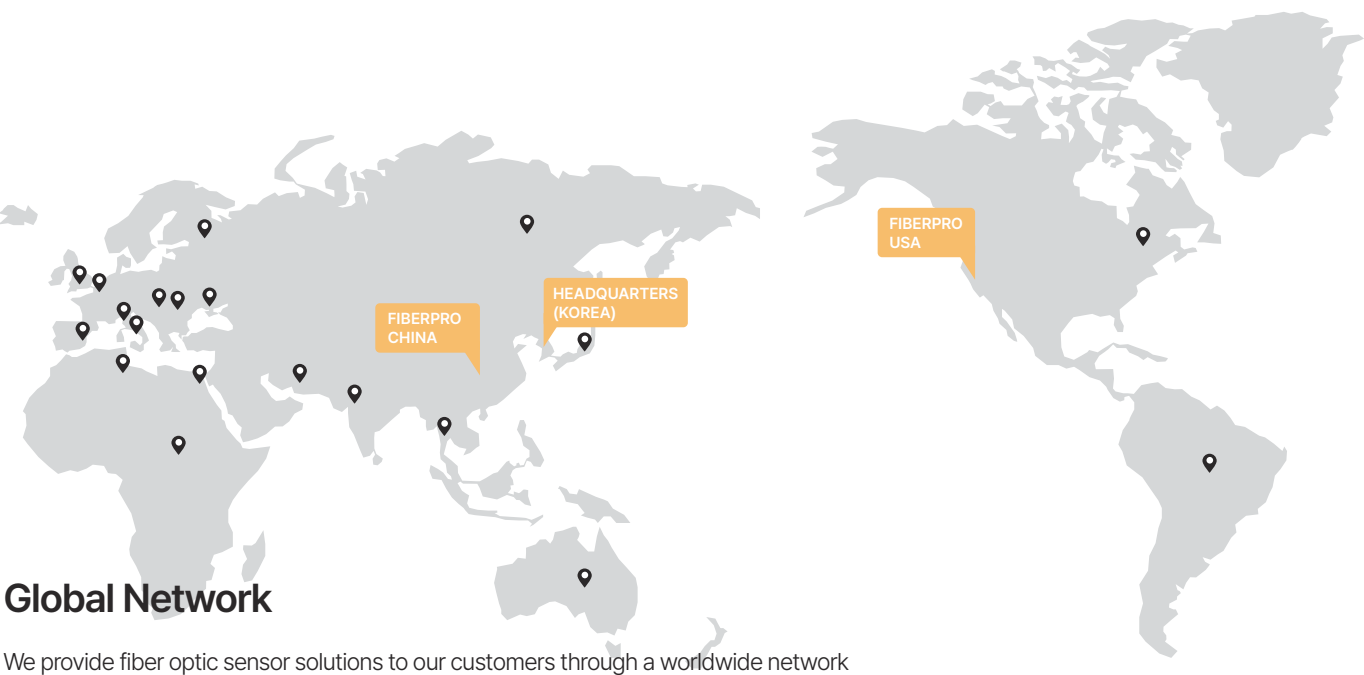 FIBERPRO
USA
HEADQUARTERS
(KOREA)
FIBERPRO
CHINA
Global Network
We provide fiber optic sensor solutions to our customers through a worldwide network